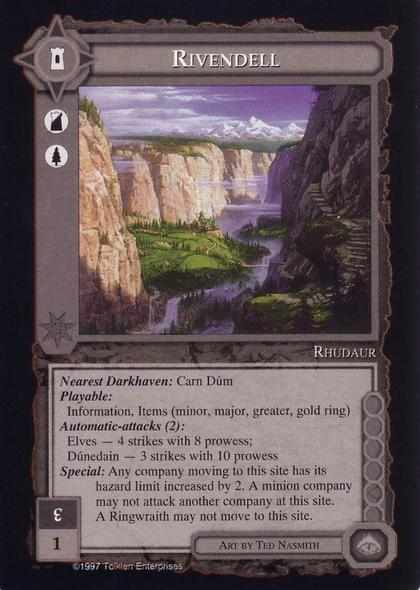 RIVENDELL
RHUDAUR
Nearest Darkhaven: Carn Dûm
Playable:
Information, Items (minor, major, greater, gold ring)
Automatic-attacks (2):
Elves — 4 strikes with 8 prowess;
Dúnedain — 3 strikes with 10 prowess
Special: Any company moving to this site has its
hazard limit increased by 2. A minion company
may not attack another company at this site.
A Ringwraith may not move to this site.
ε
1
ART BY TED NASMITH
©1997 Tolkien Enterprises